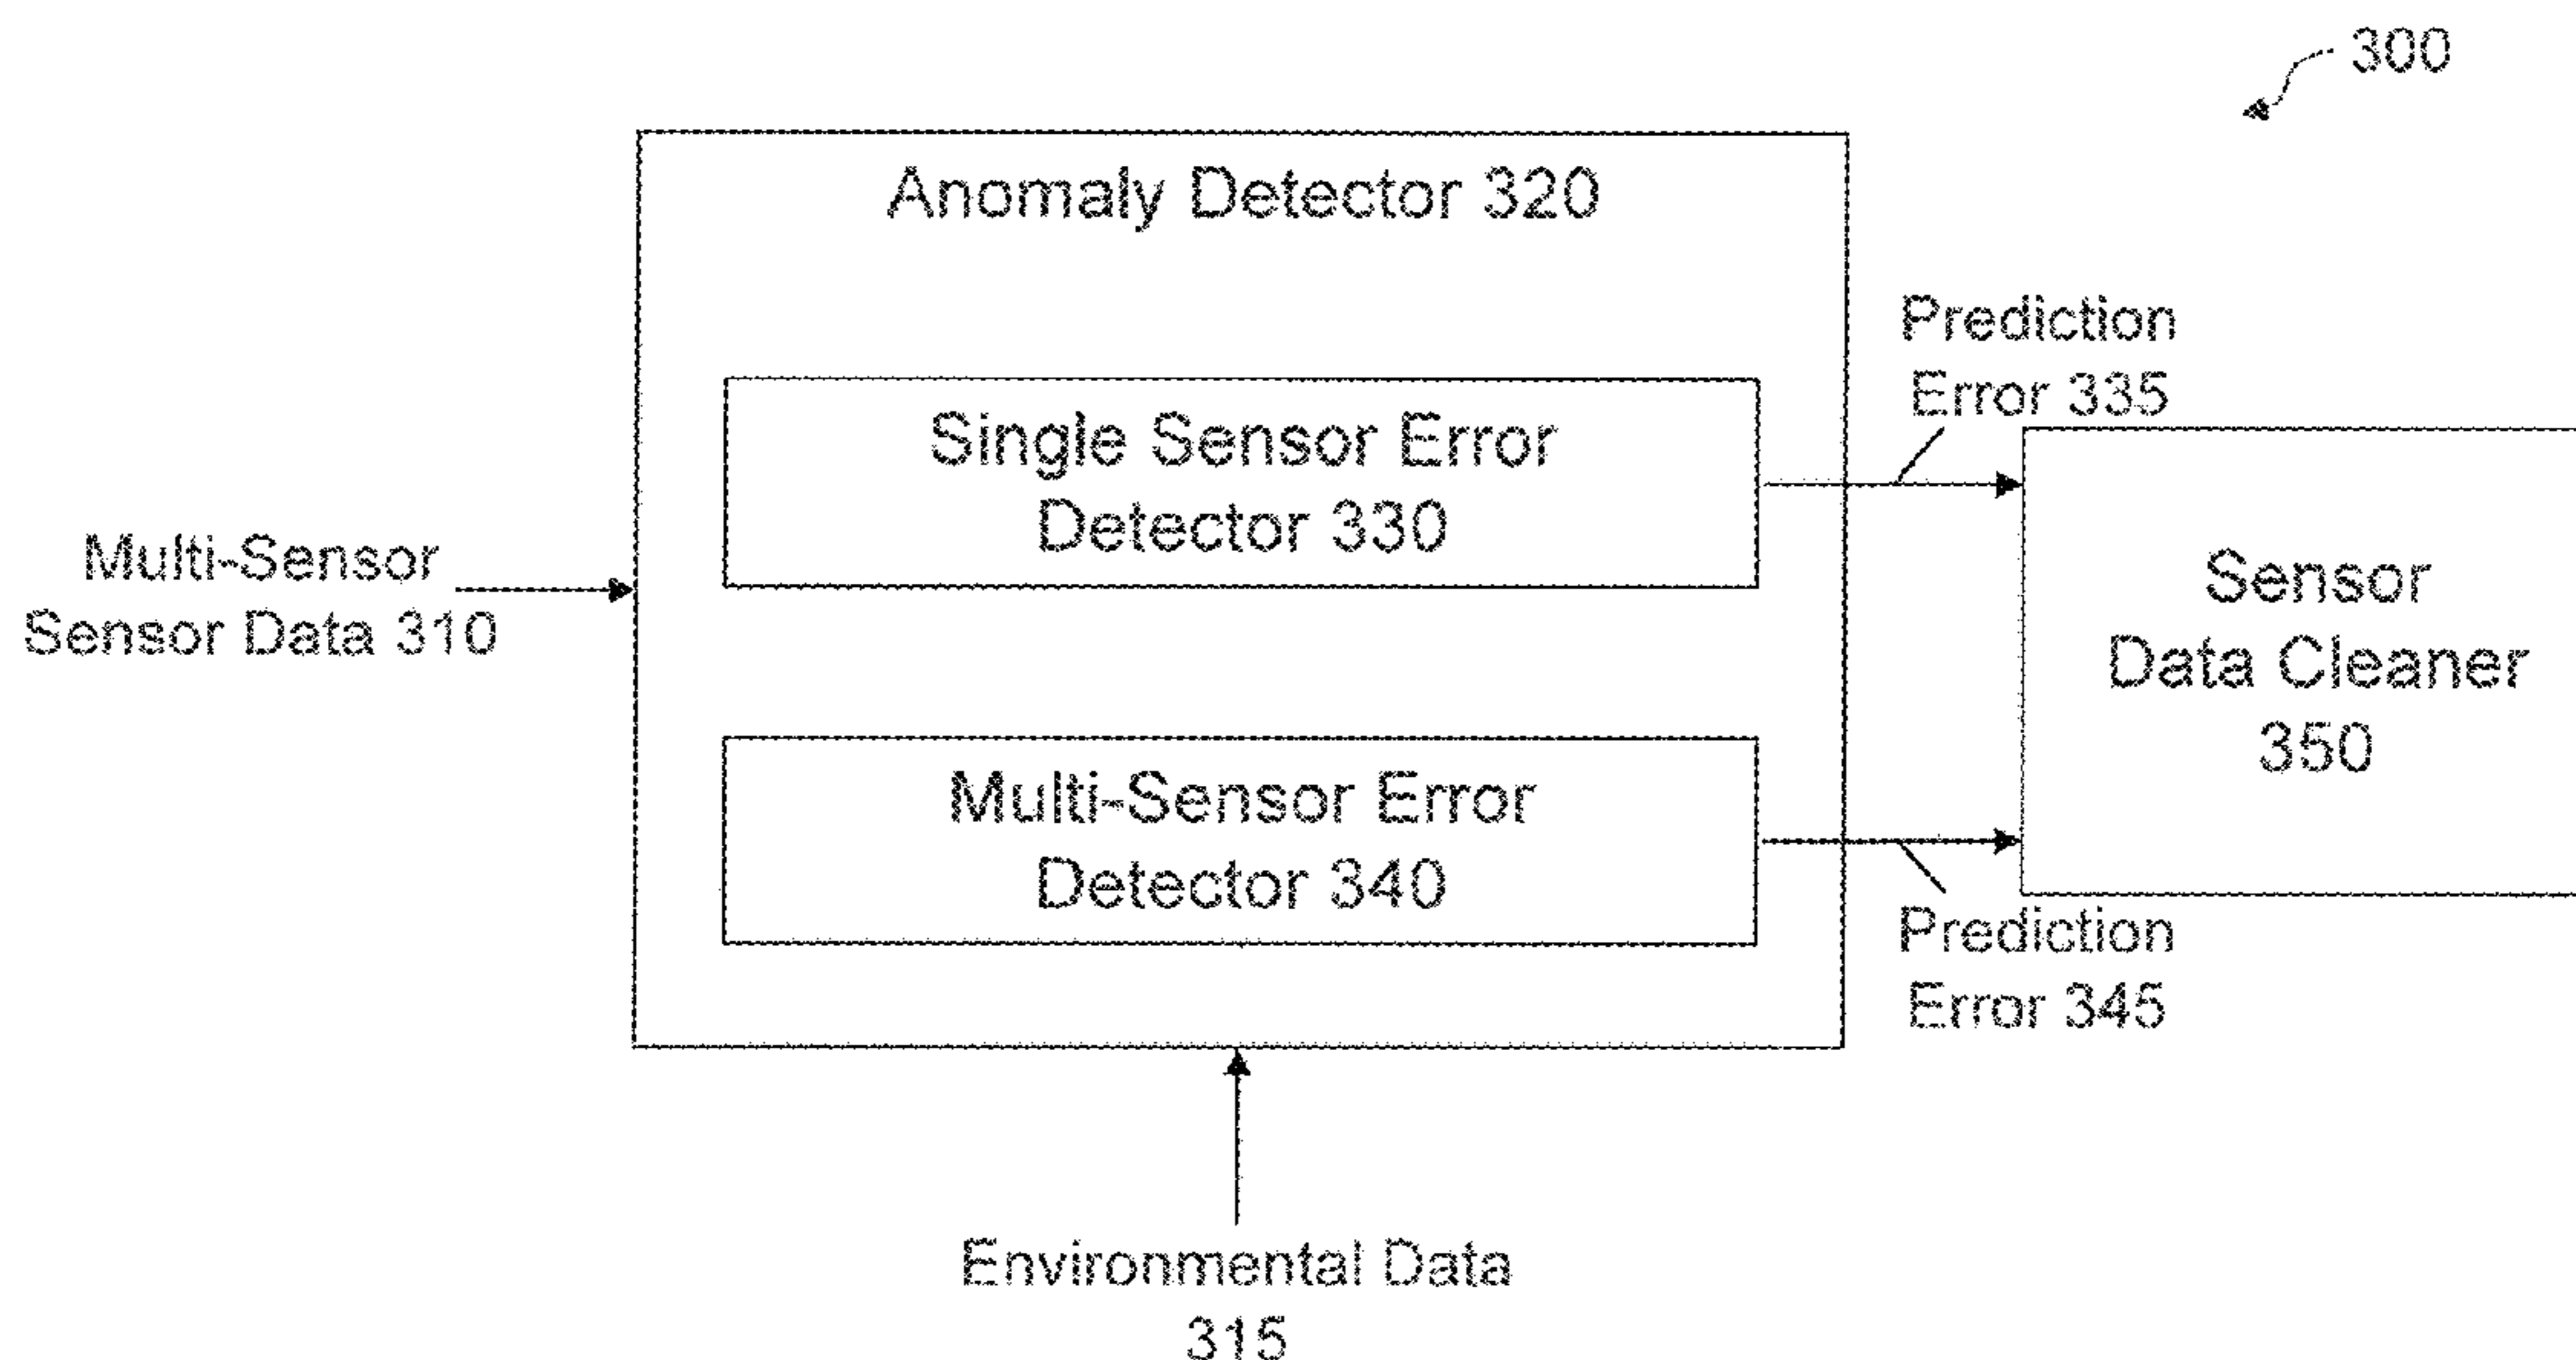 300
Anomaly Detector 320
Prediction
Error 335
Single Sensor Error
Detector 330
Multi-Sensor
Sensor Data 310
Sensor
Data Cleaner
350
Multi-Sensor Error
Detector 340
Prediction
Error 345
Environmental Data
315